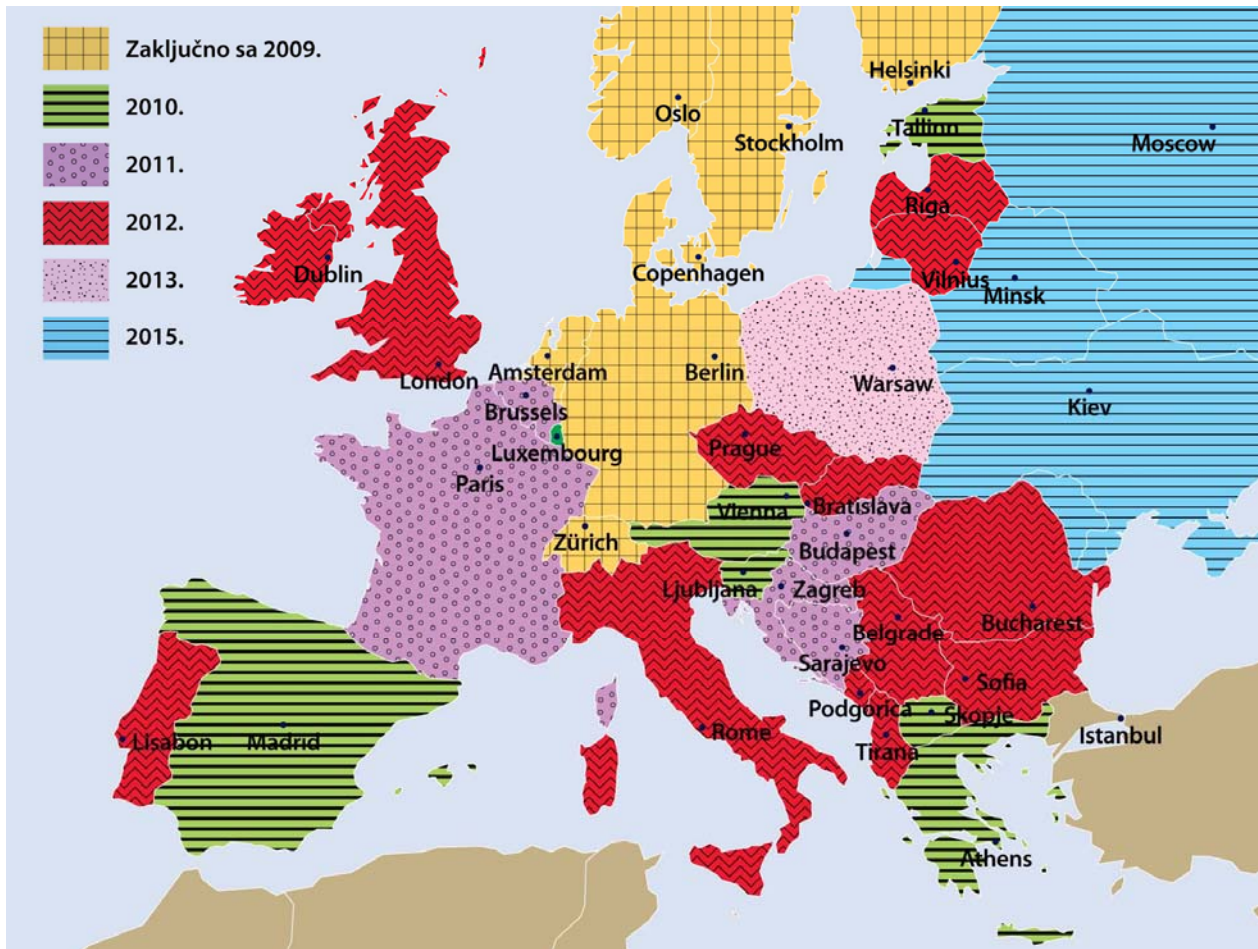 Zaključno sa 2009.
2010.
2011.
2012.
2013.
2015.
Helsinki
Oslo
Stockholm
Tallinn
Moscow
Riga
Dublin
Copenhagen
Vilnius
Minsk
London
Amsterdam
Berlin
Warsaw
Brussels
Kiev
Luxembourg
Prague
Paris
Vienna
Bratislava
Zürich
Budapest
Ljubljana
Zagreb
Belgrade
Bucharest
Sarajevo
Sofia
Podgorica
Skopje
Lisabon
Madrid
Rome
Tirana
Istanbul
Athens